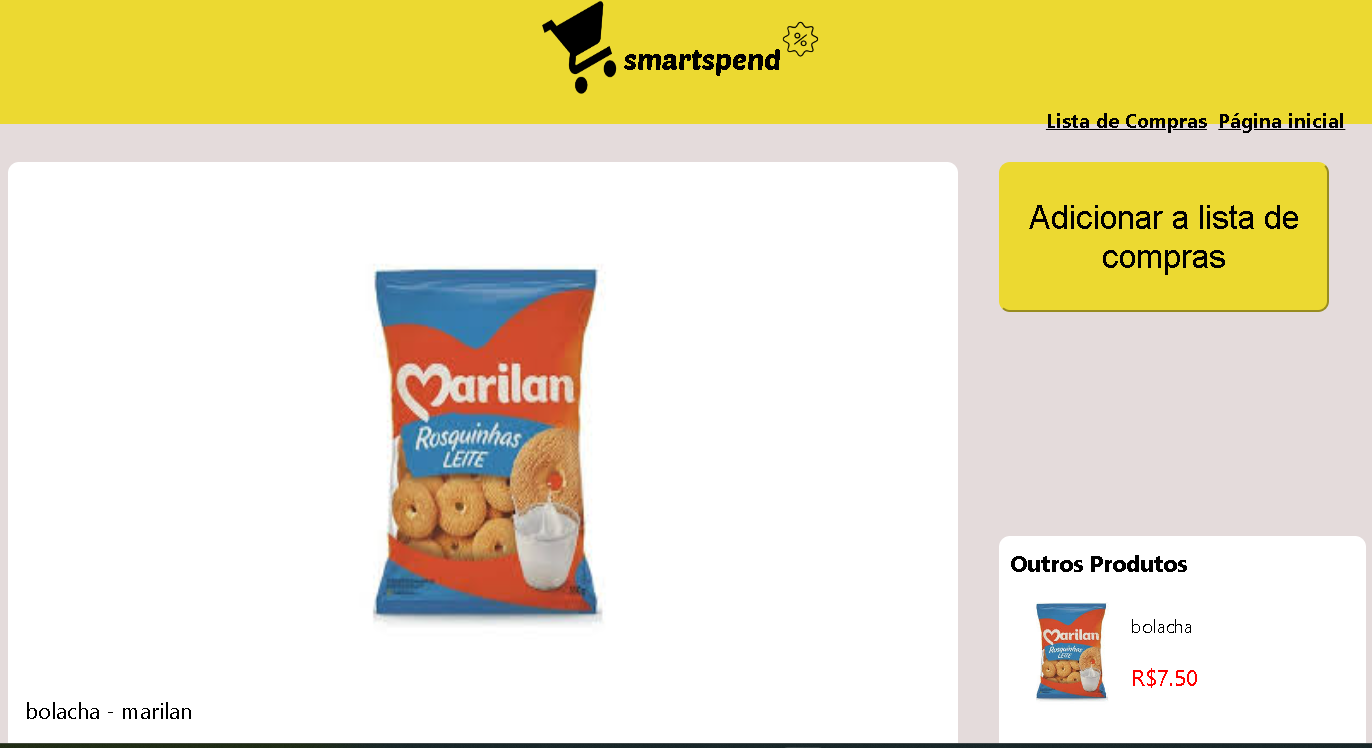 smartspend
%
Lista de Compras Página inicial
Adicionar a lista de
compras
Marilan
Rosquinhas
LEITE
bolacha - marilan
Outros Produtos
Marilan
Rosquinhas
LEITE
bolacha
R$7.50